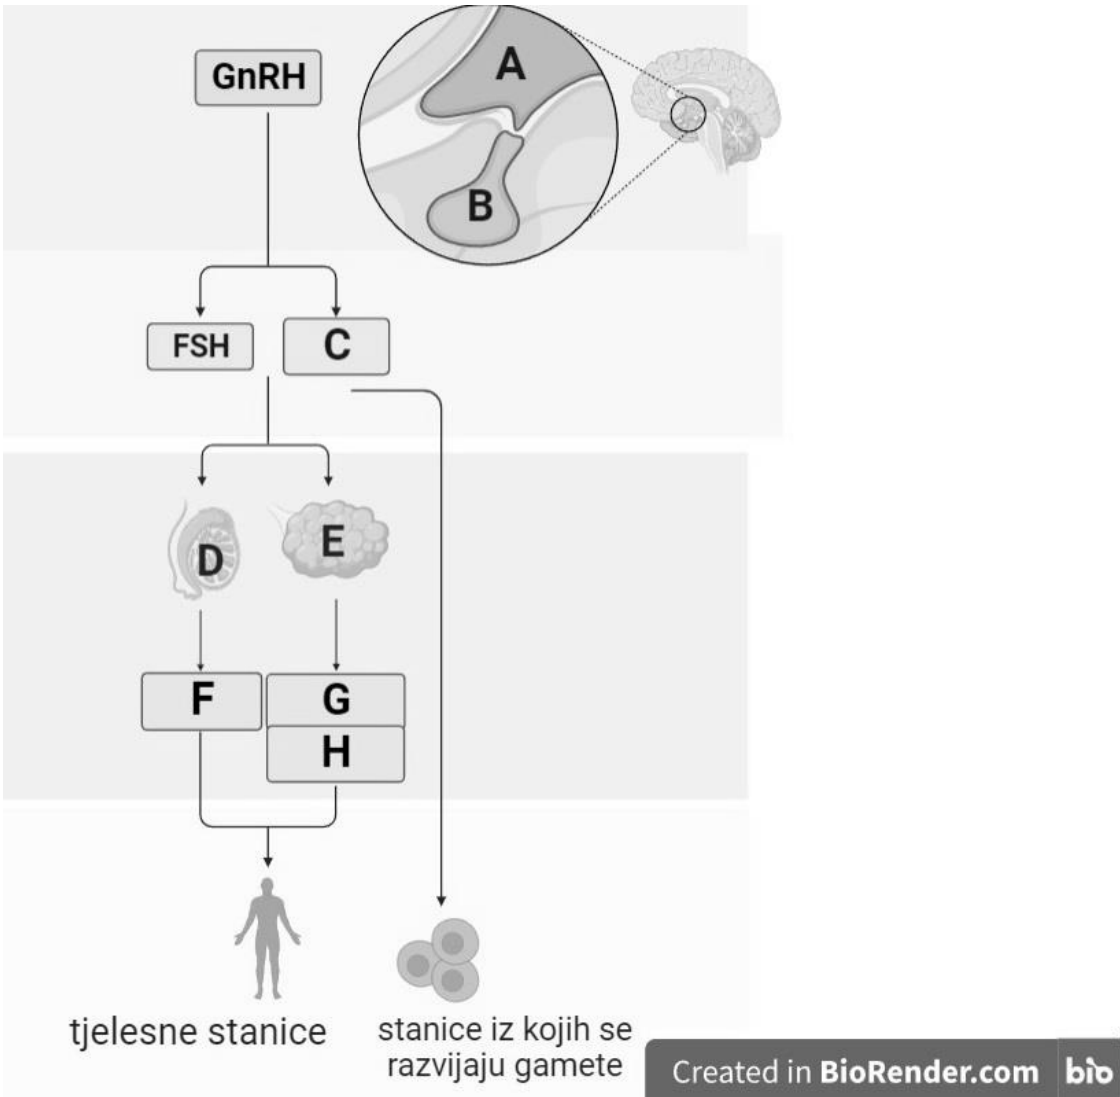 GnRH
A
B
FSH
C
D
E
F
G
H
tjelesne stanice
stanice iz kojih se
razvijaju gamete
Created in BioRender.com bio